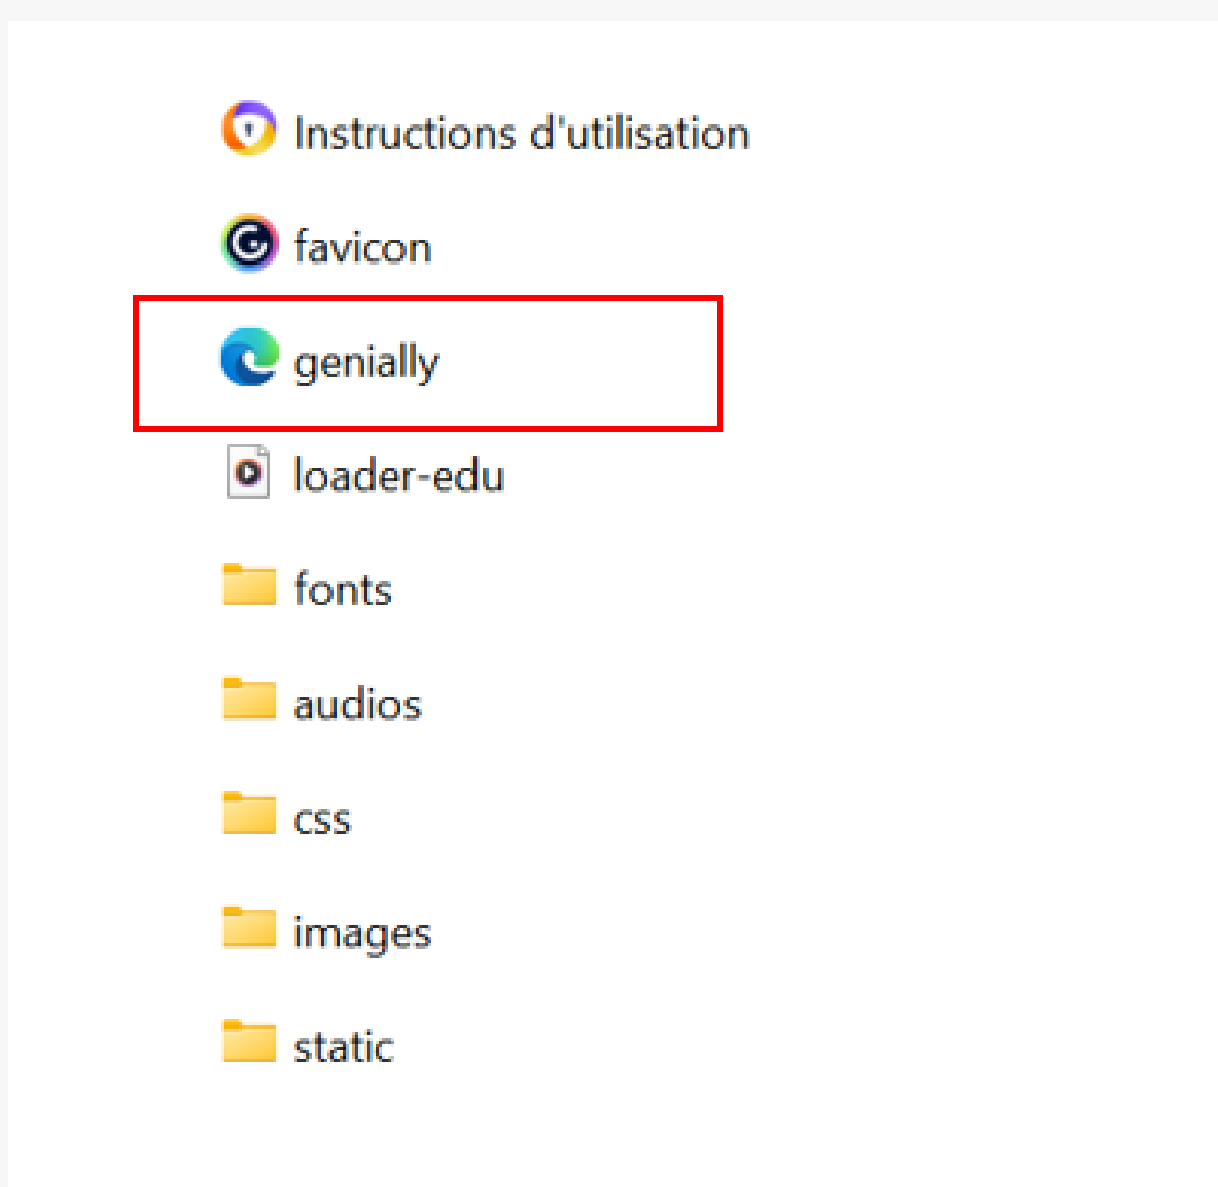 Instructions d'utilisation
favicon
genially
loader-edu
fonts
audios
css
images
static